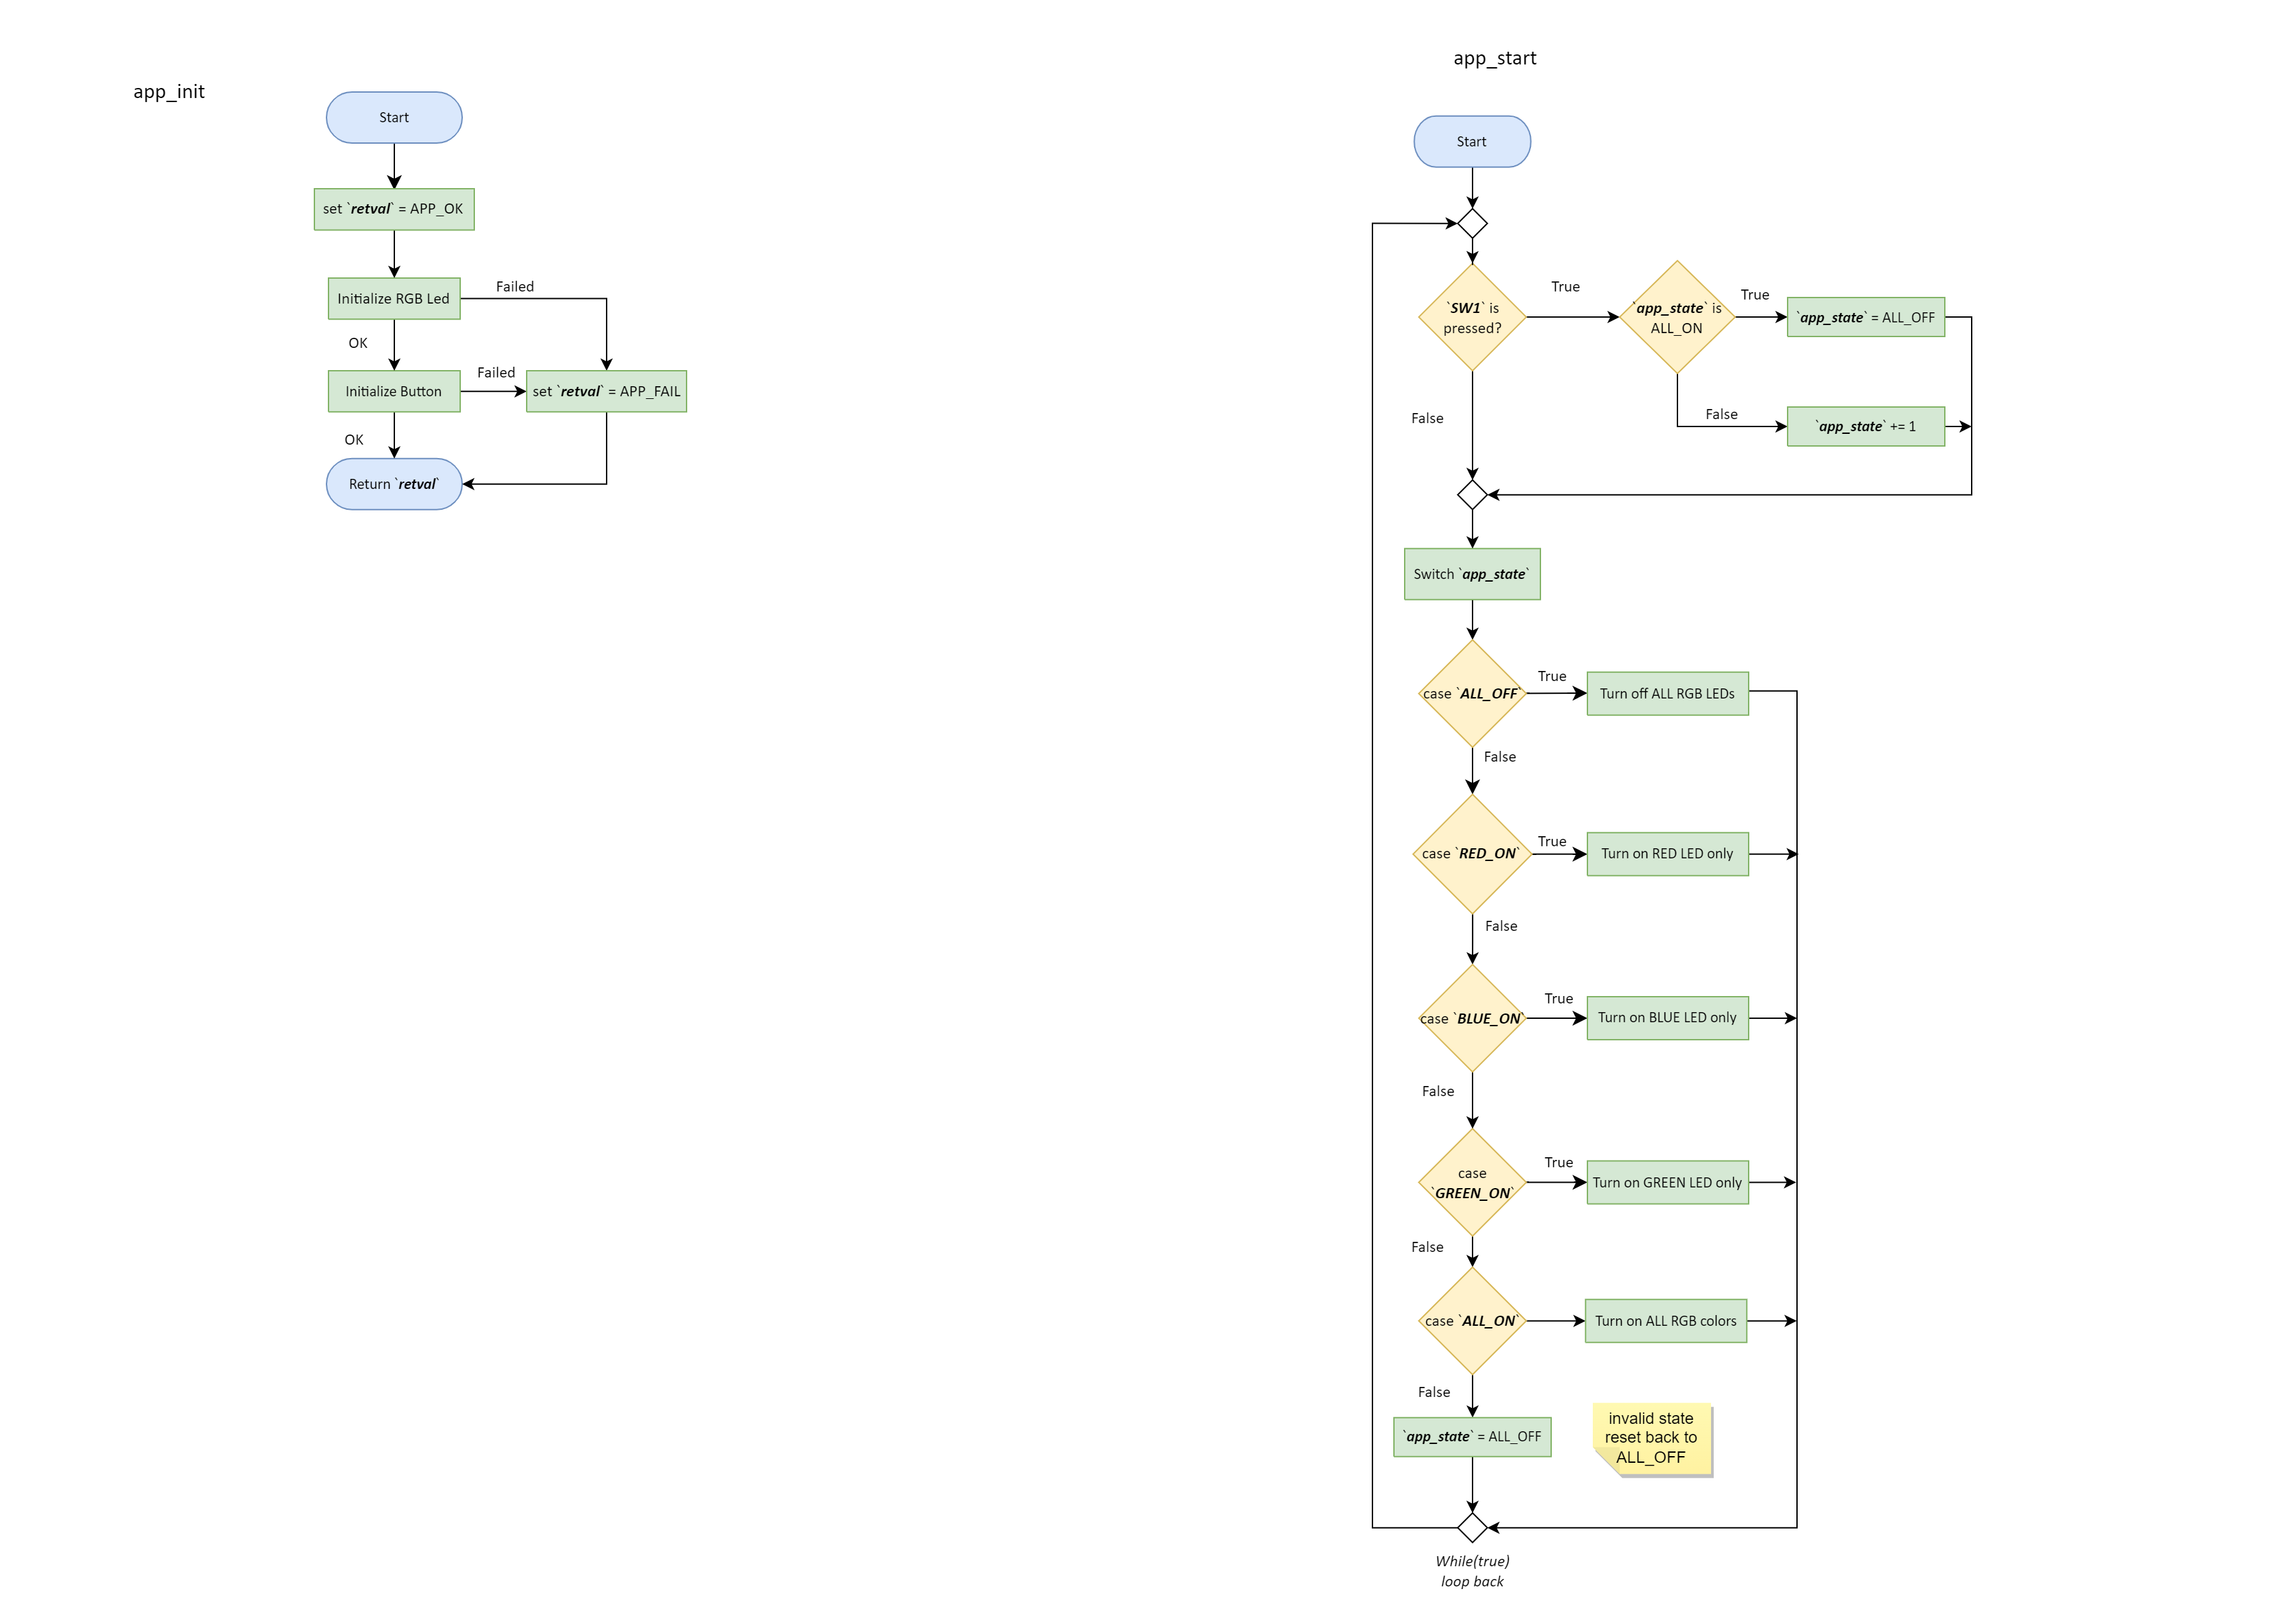 app_init
Start
set `retval` = APP_OK
Initialize RGB Led
Failed
OK
Initialize Button
Failed
set `retval` = APP_FAIL
OK
Return `retval`
app_start
Start
`SW1` is
pressed?
True
`app_state` is
ALL_ON
True
`app_state` = ALL_OFF
False
False
`app_state` += 1
Switch `app_state`
case `ALL_OFF`
True
Turn off ALL RGB LEDs
False
case `RED_ON`
True
Turn on RED LED only
False
case `BLUE_ON`
True
Turn on BLUE LED only
False
case
`GREEN_ON`
True
Turn on GREEN LED only
False
case `ALL_ON`
Turn on ALL RGB colors
False
`app_state` = ALL_OFF
invalid state
reset back to
ALL_OFF
While(true)
loop back